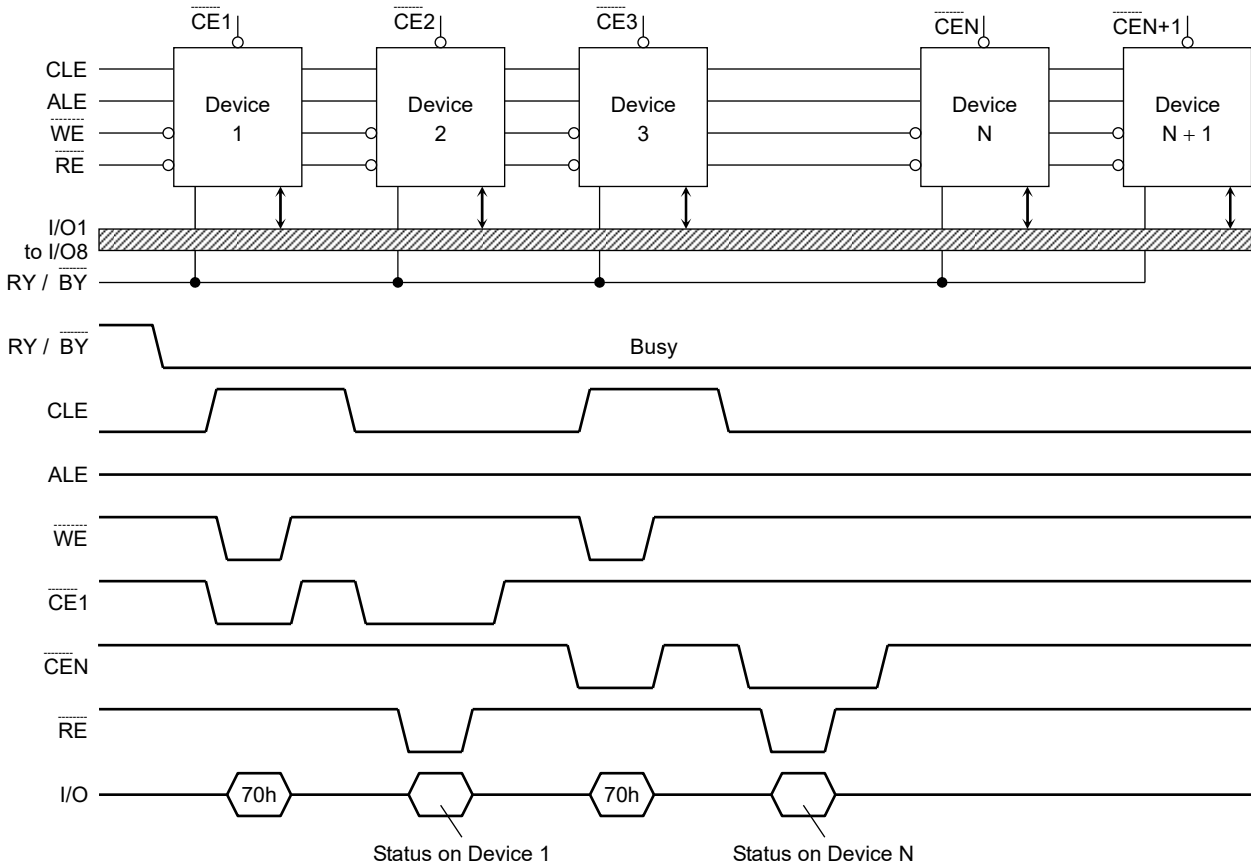 CE1 CE2 CE3 CEN CEN+1
CLE
ALE
WE
RE
Device
1
Device
2
Device
3
Device
N
Device
N + 1
I/O1
to I/O8
RY / BY
RY / BY
Busy
CLE
ALE
WE
CE1
CEN
RE
I/O
70h
70h
Status on Device 1
Status on Device N